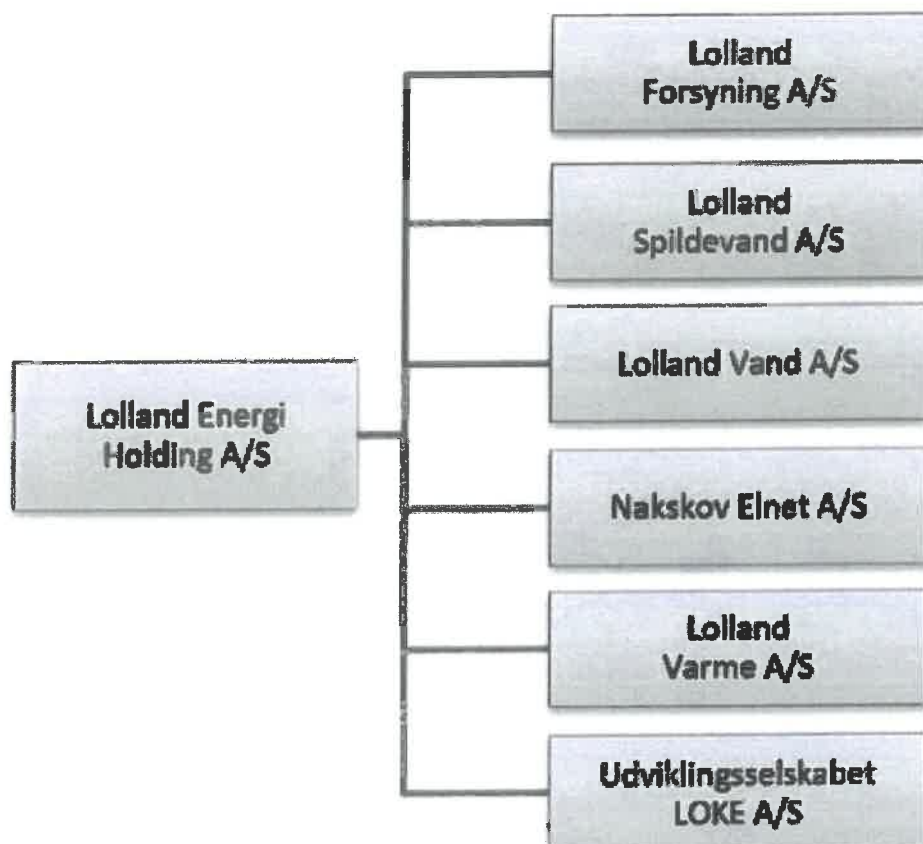 Lolland Energi
Holding A/S
Lolland
Forsyning A/S
Lolland
Spildevand A/S
Lolland Vand A/S
Nakskov Elnet A/S
Lolland
Varme A/S
Udviklingsselskabet
LOKE A/S